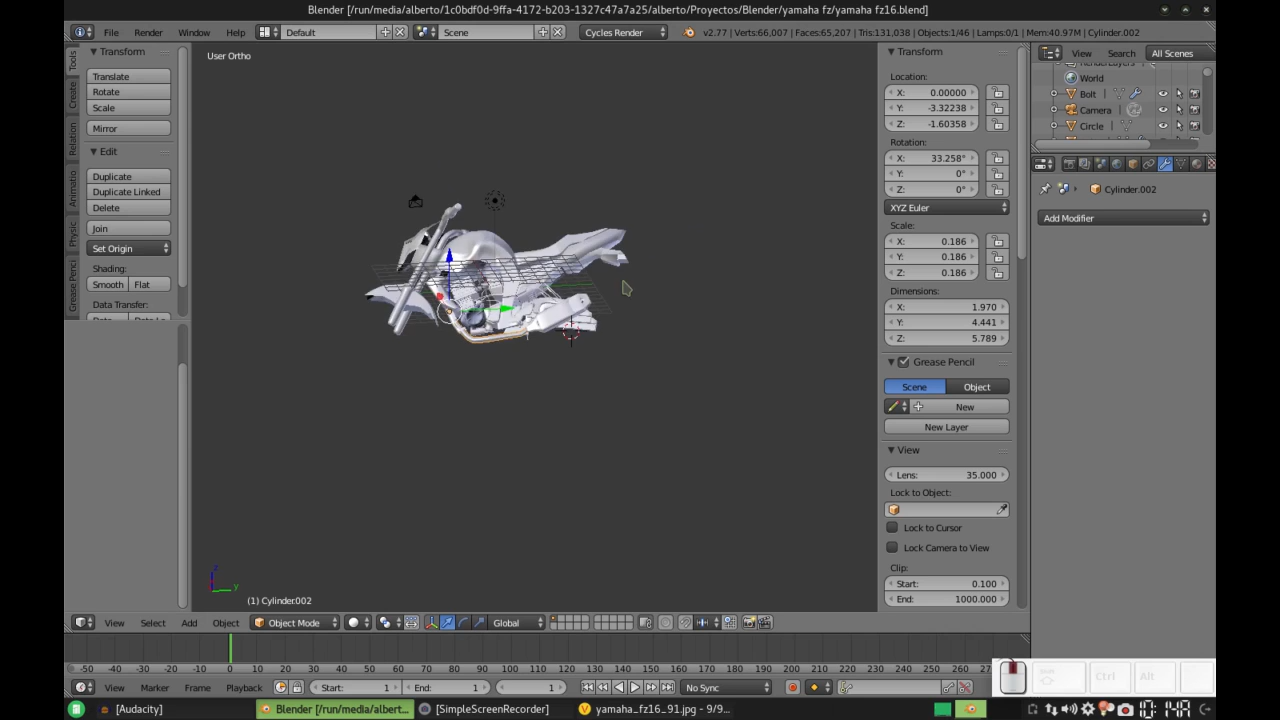 Blender [/run/media/alberto/1c0bdf0d-9ffa-4172-b203-1327c47a7a25/alberto/Proyectos/Blender/yamaha fz/yamaha fz16.blend]
File Render Window Help Default Scene Cycles Render v2.77 | Verts:66,007 | Faces:65,207 | Tris:131,038 | Objects:1/46 | Lamps:0/1 | Mem:40.97M | Cylinder.002
Tools
Create
Relation
Animatio
Physic
Grease Penci
Transform
Translate
Rotate
Scale
Mirror
Edit
Duplicate
Duplicate Linked
Delete
Join
Set Origin
Shading:
Smooth Flat
Data Transfer:
User Ortho
z
y
(1) Cylinder.002
Transform
Location:
X: 0.00000
Y: -3.32238
Z: -1.60358
Rotation:
X: 33.258°
Y: 0°
Z: 0°
XYZ Euler
Scale:
X: 0.186
Y: 0.186
Z: 0.186
Dimensions:
X: 1.970
Y: 4.441
Z: 5.789
Grease Pencil
Scene Object
New
New Layer
View
Lens: 35.000
Lock to Object:
Lock to Cursor
Lock Camera to View
Clip:
Start: 0.100
End: 1000.000
View Search All Scenes
World
Bolt
Camera
Circle
Cylinder.002
Add Modifier
View Select Add Object Object Mode Global
-50 -40 -30 -20 -10 0 10 20 30 40 50 60 70 80 90 100 110 120 130 140 150 160 170 180 190 200 210 220 230 240 250 260
View Marker Frame Playback Start: 1 End: 1 1 No Sync
Ctrl Alt
[Audacity] Blender [/run/media/albert... [SimpleScreenRecorder] yamaha_fz16_91.jpg - 9/9...